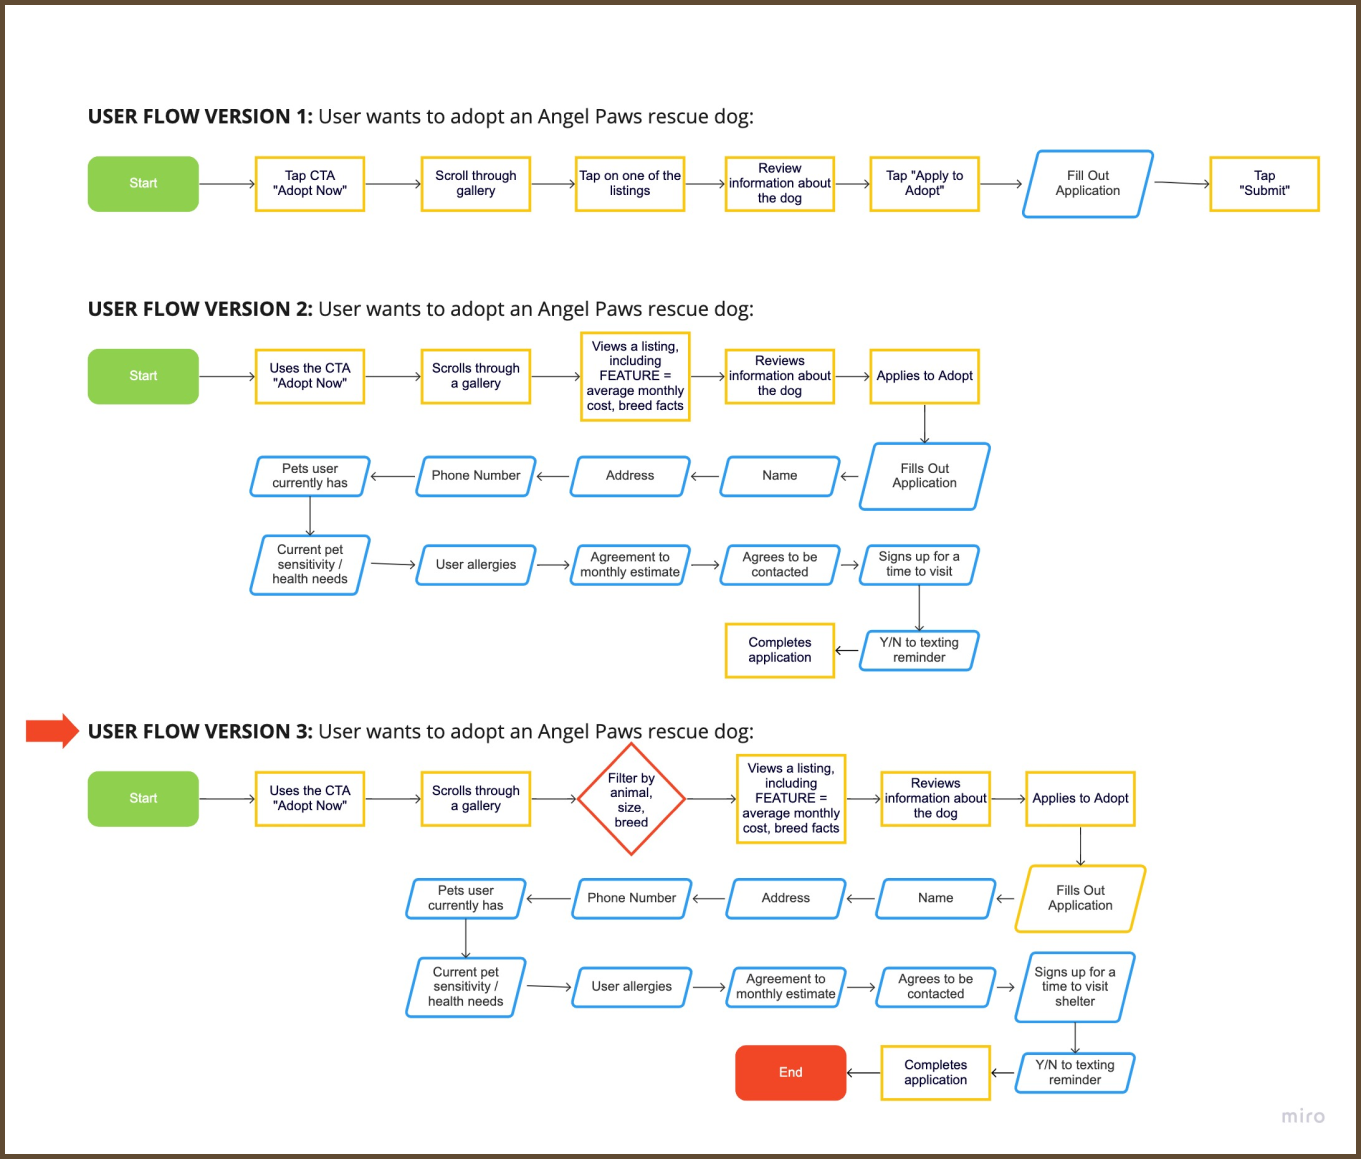 USER FLOW VERSION 1: User wants to adopt an Angel Paws rescue dog:
Start
Tap CTA
"Adopt Now"
Scroll through
gallery
Tap on one of the
listings
Review
information about
the dog
Tap "Apply to
Adopt"
Fill Out
Application
Tap
"Submit"
USER FLOW VERSION 2: User wants to adopt an Angel Paws rescue dog:
Start
Uses the CTA
"Adopt Now"
Scrolls through
a gallery
Views a listing,
including
FEATURE =
average monthly
cost, breed facts
Reviews
information about
the dog
Applies to Adopt
Fills Out
Application
Name
Address
Phone Number
Pets user
currently has
Current pet
sensitivity /
health needs
User allergies
Agreement to
monthly estimate
Agrees to be
contacted
Signs up for a
time to visit
Y/N to texting
reminder
Completes
application
USER FLOW VERSION 3: User wants to adopt an Angel Paws rescue dog:
Start
Uses the CTA
"Adopt Now"
Scrolls through
a gallery
Filter by
animal,
size,
breed
Views a listing,
including
FEATURE =
average monthly
cost, breed facts
Reviews
information about
the dog
Applies to Adopt
Fills Out
Application
Name
Address
Phone Number
Pets user
currently has
Current pet
sensitivity /
health needs
User allergies
Agreement to
monthly estimate
Agrees to be
contacted
Signs up for a
time to visit
shelter
Y/N to texting
reminder
Completes
application
End
miro